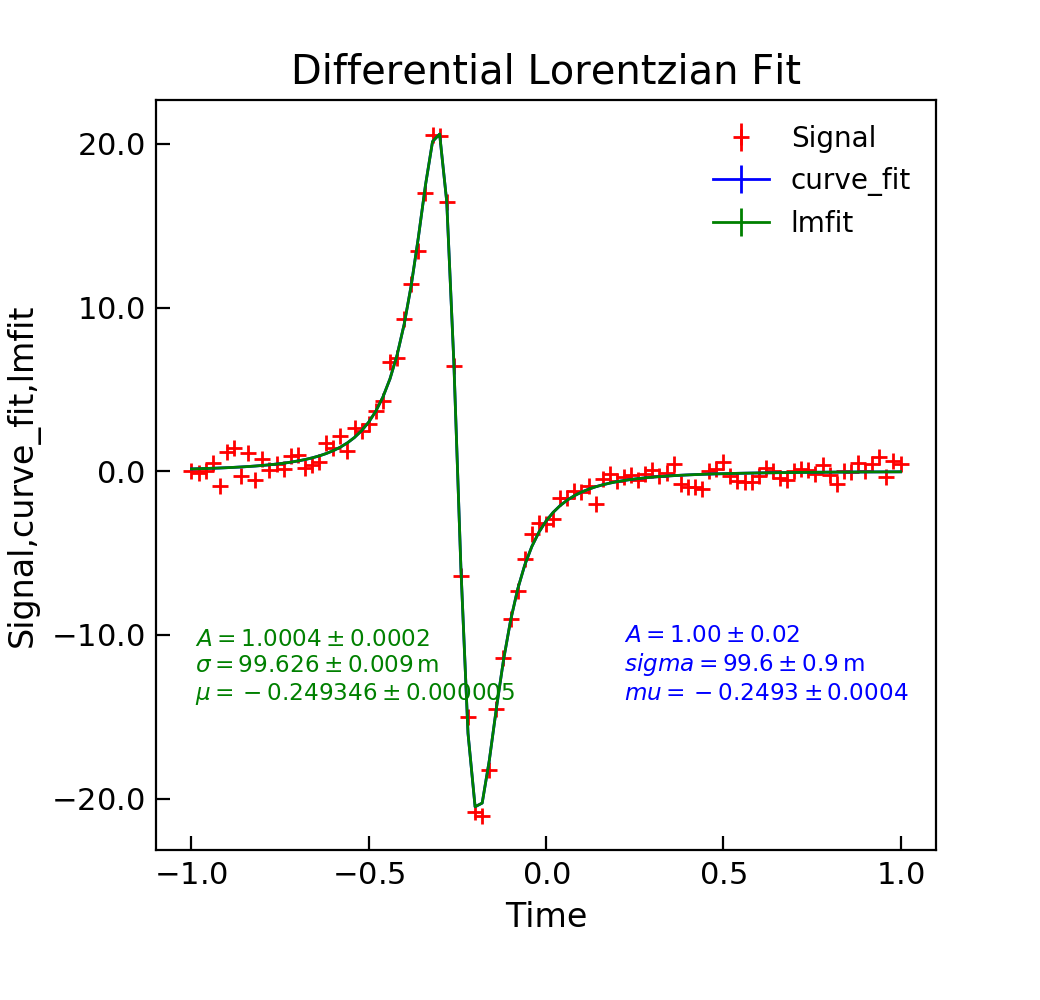 Differential Lorentzian Fit
Signal,curve_fit,lmfit
20.0
10.0
0.0
−10.0
−20.0
Signal
curve_fit
lmfit
A = 1.0004 ± 0.0002
σ = 99.626 ± 0.009 m
μ = − 0.249346 ± 0.000005
A = 1.00 ± 0.02
sigma = 99.6 ± 0.9 m
mu = − 0.2493 ± 0.0004
−1.0 −0.5 0.0 0.5 1.0
Time